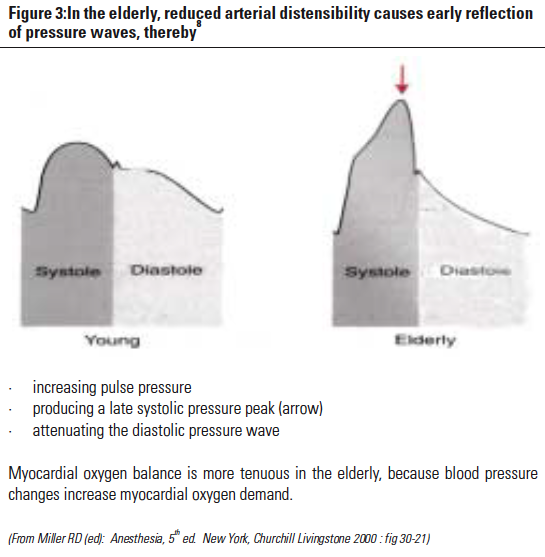 Figure 3:In the elderly, reduced arterial distensibility causes early reflection
of pressure waves, thereby8
Systole
Diastole
Systole
Diastole
Young
Elderly
· increasing pulse pressure
· producing a late systolic pressure peak (arrow)
· attenuating the diastolic pressure wave
Myocardial oxygen balance is more tenuous in the elderly, because blood pressure
changes increase myocardial oxygen demand.
(From Miller RD (ed): Anesthesia, 5th ed. New York, Churchill Livingstone 2000 : fig 30-21)